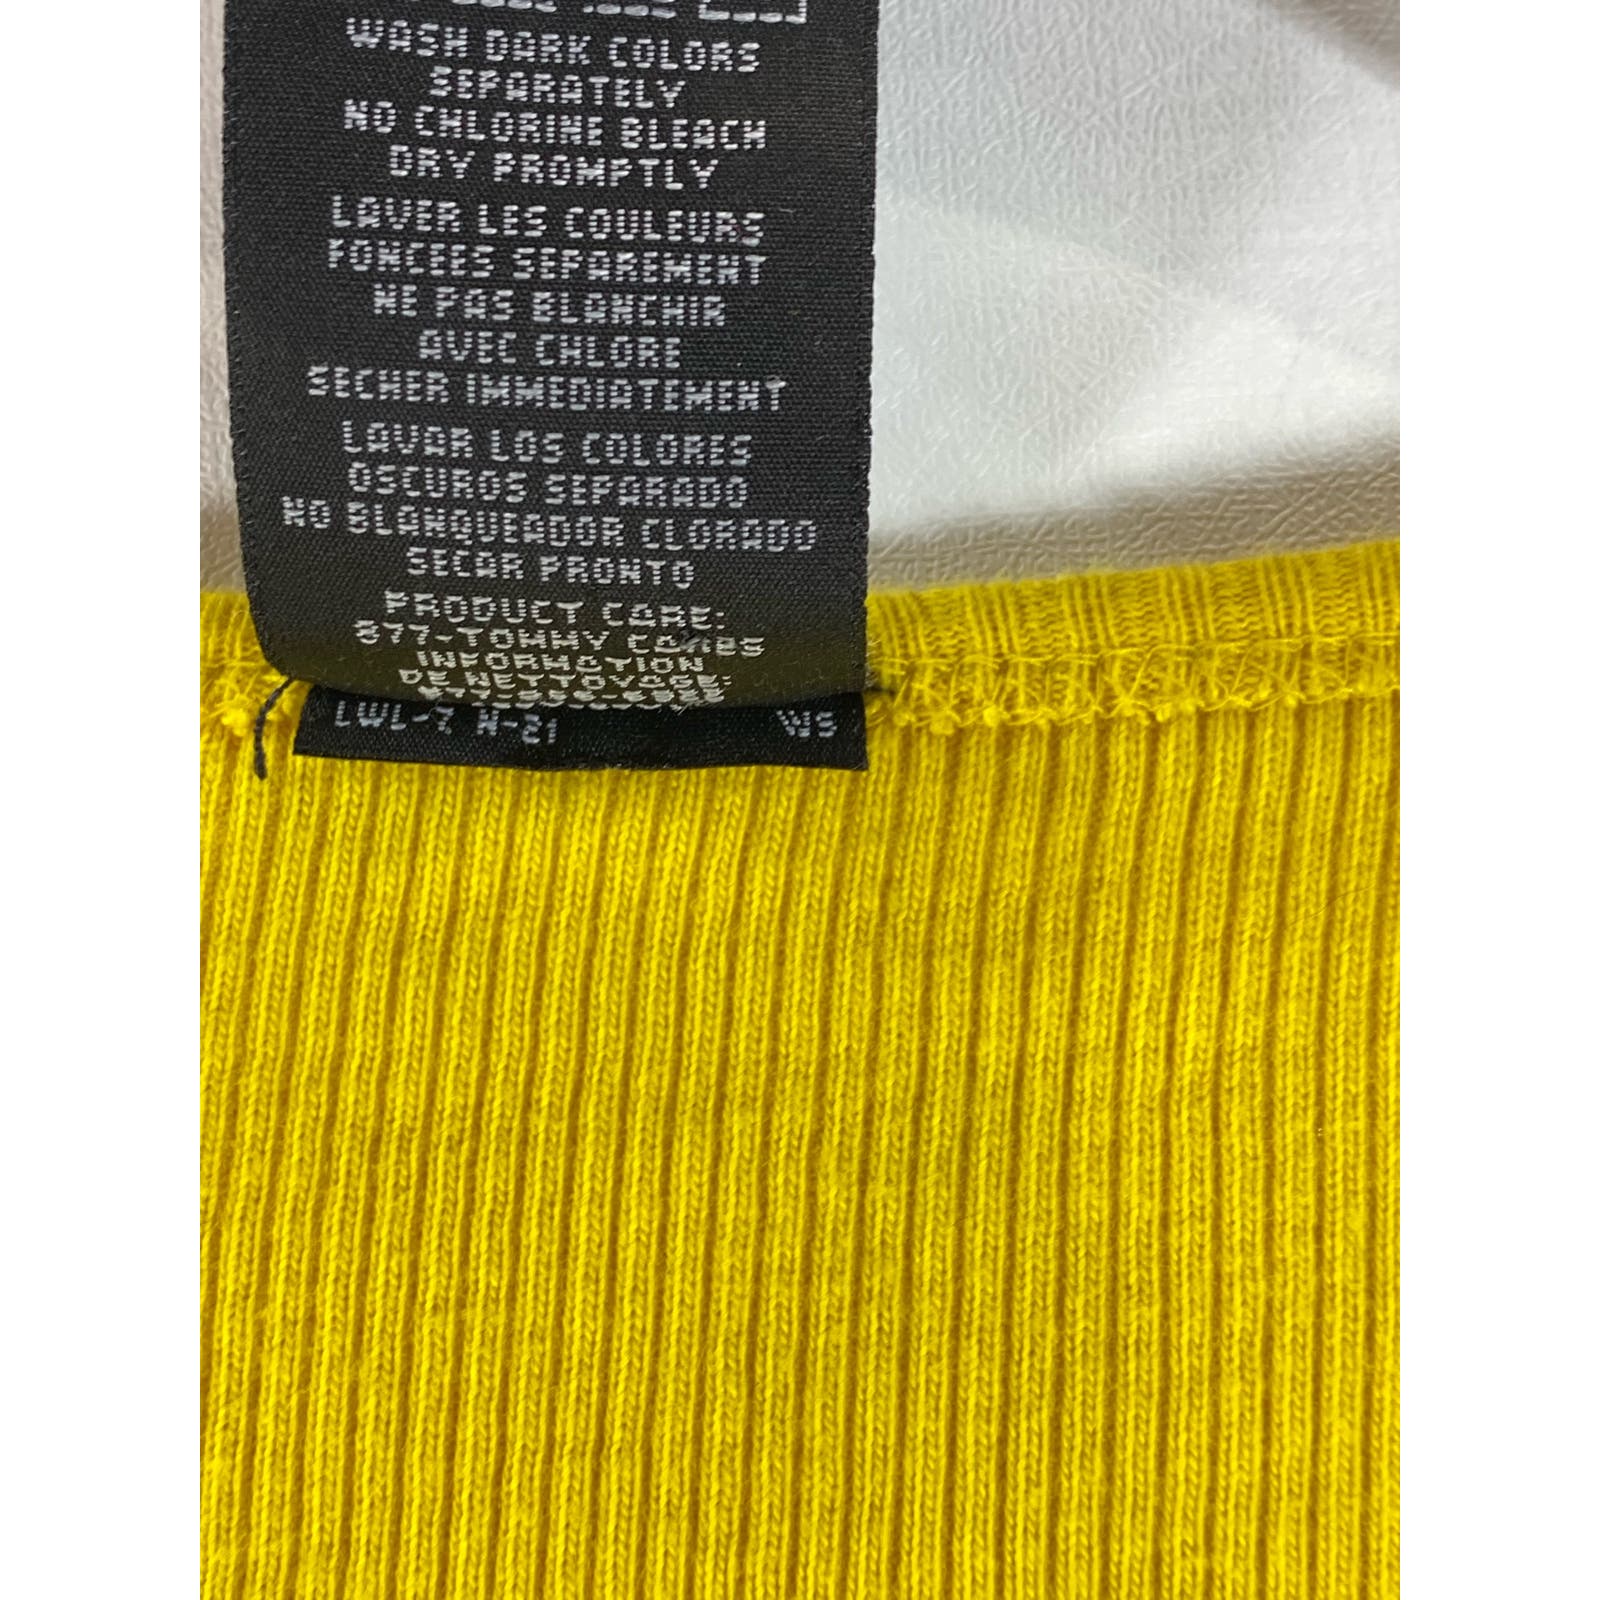 WASH DARK COLORS
SEPARATELY
NO CHLORINE BLEACH
DRY PROMPTLY
LAVER LES COULEURS
FONCEES SEPAREMENT
NE PAS BLANCHIR
AVEC CHLORE
SECHER IMMEDIATEMENT
LAVAR LOS COLORES
OSCUROS SEPARADO
NO BLANQUEADOR CLORADO
SECAR PRONTO
PRODUCT CARE:
877-TOMMY CARES
INFORMATION
DE NETTOYAGE:
WS